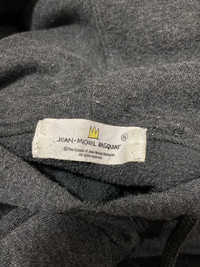 JEAN-MICHEL BASQUIAT
© The Estate of Jean-Michel Basquiat
All rights reserved